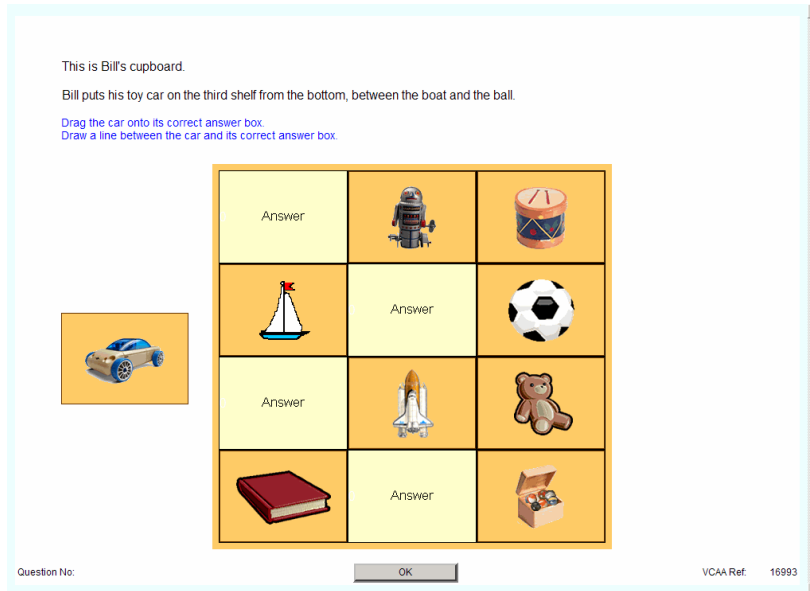 This is Bill's cupboard.
Bill puts his toy car on the third shelf from the bottom, between the boat and the ball.
Drag the car onto its correct answer box.
Draw a line between the car and its correct answer box.
Answer
Answer
Answer
Answer
Question No:
OK
VCAA Ref: 16993